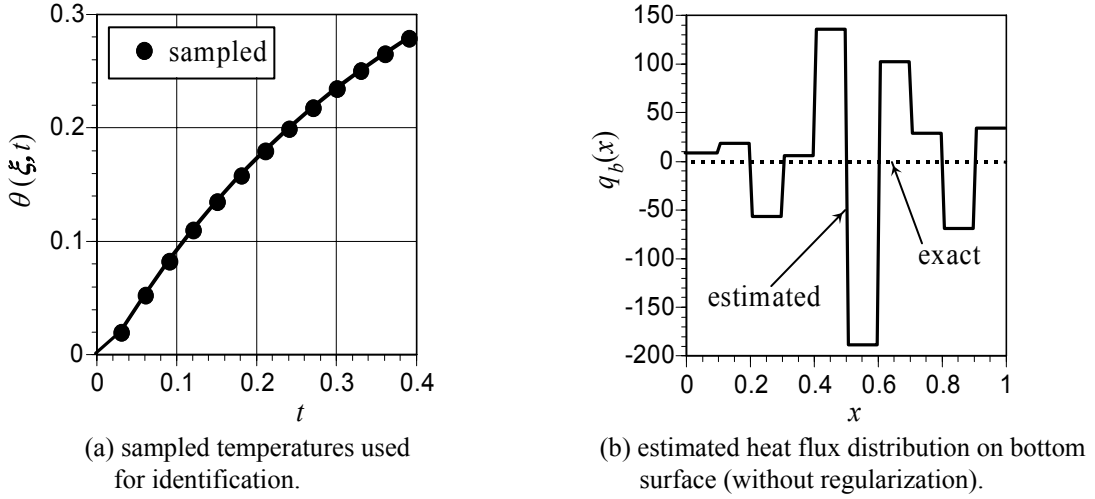 0.3
0.2
0.1
0
θ(ξ, t)
sampled
0 0.1 0.2 0.3 0.4
t
(a) sampled temperatures used
for identification.
150
100
50
0
-50
-100
-150
-200
q_b(x)
exact
estimated
0 0.2 0.4 0.6 0.8 1
x
(b) estimated heat flux distribution on bottom
surface (without regularization).